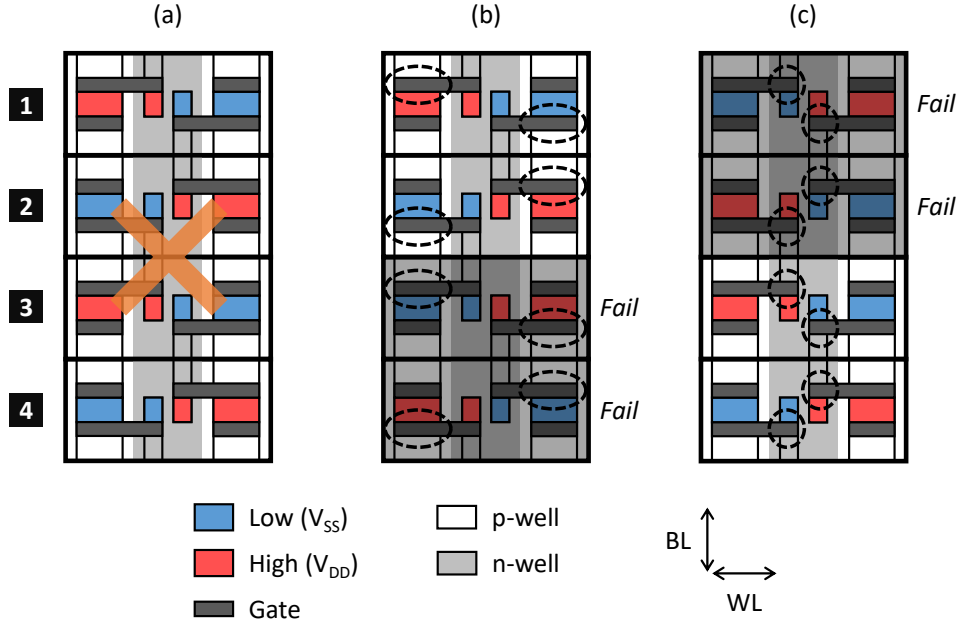 (a) (b) (c)
1 Fail
2 Fail
3 Fail
4 Fail
Low (VSS) p-well
High (VDD) n-well
Gate
BL
WL